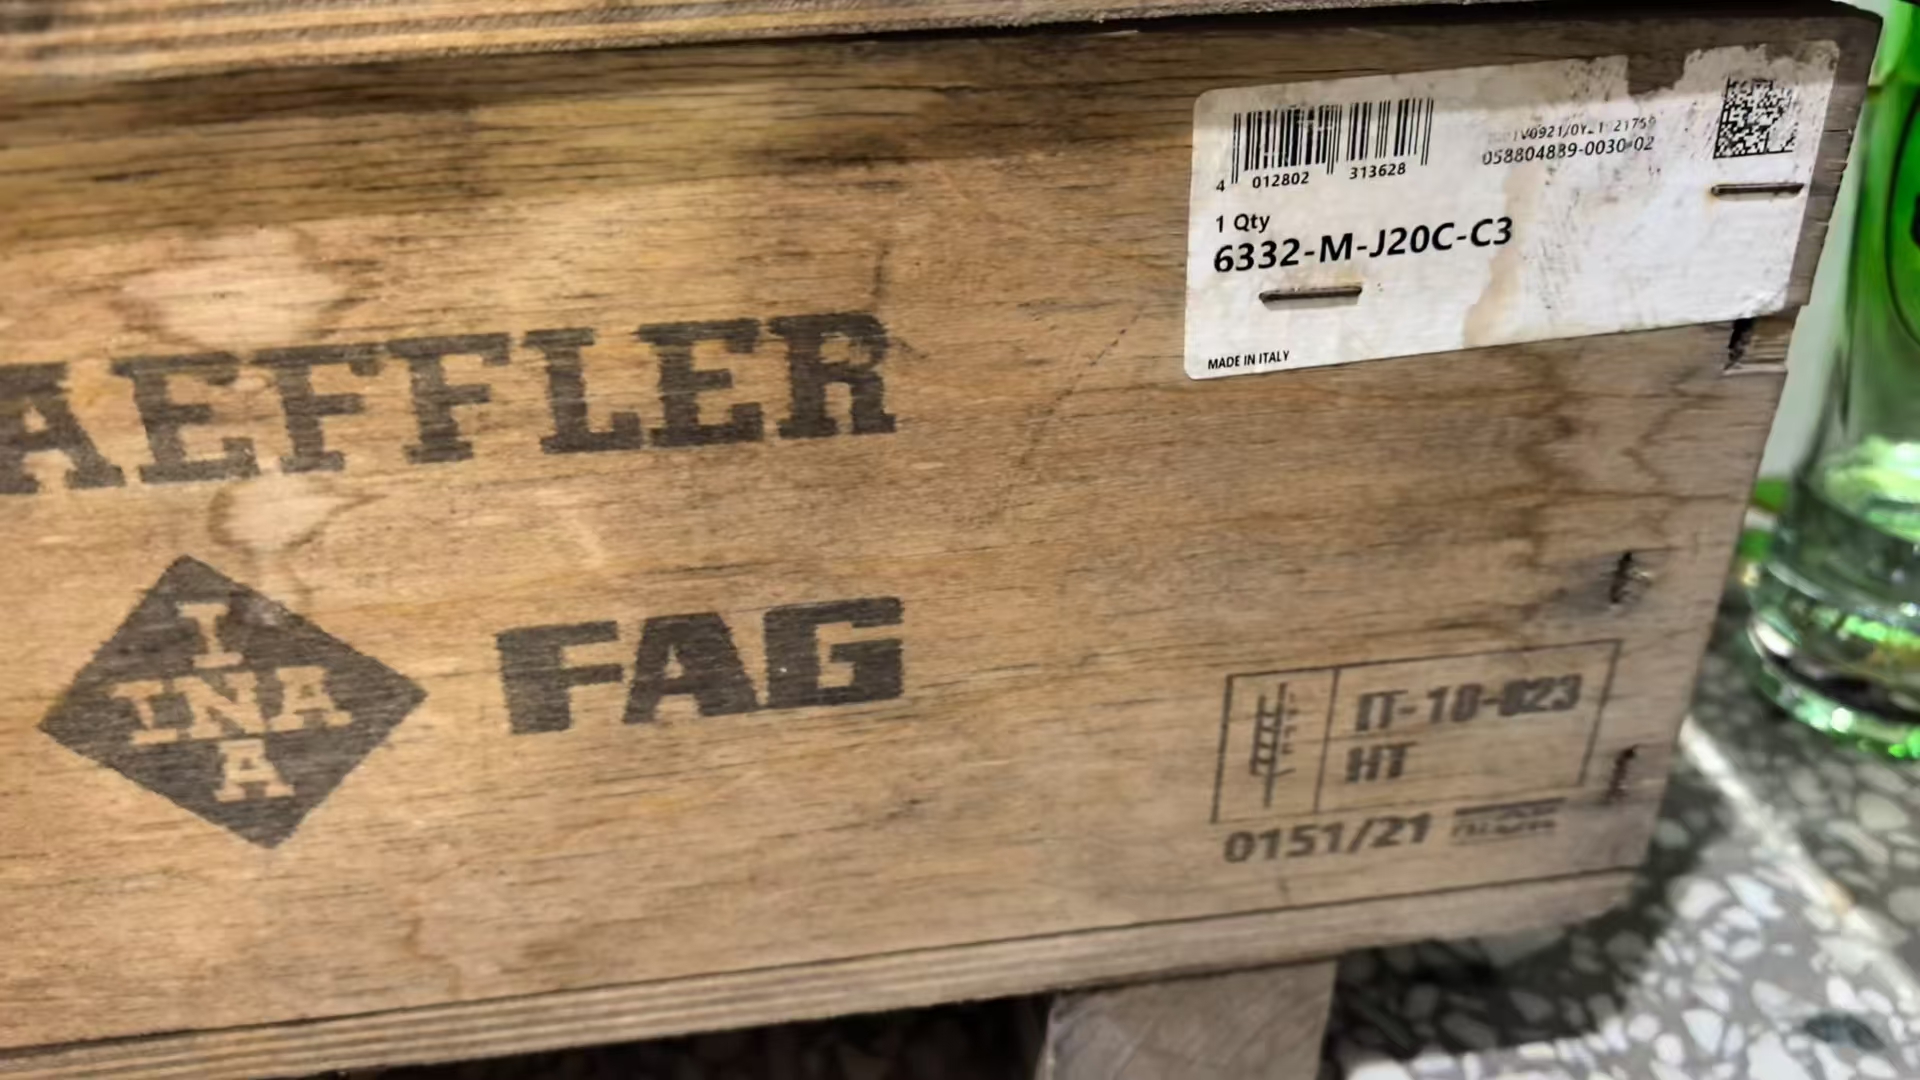 4 012802 313628
058804889-0030-02
1 Qty
6332-M-J20C-C3
MADE IN ITALY
AEFFLER
I
INA
A
FAG
IT-18-023
HT
0151/21